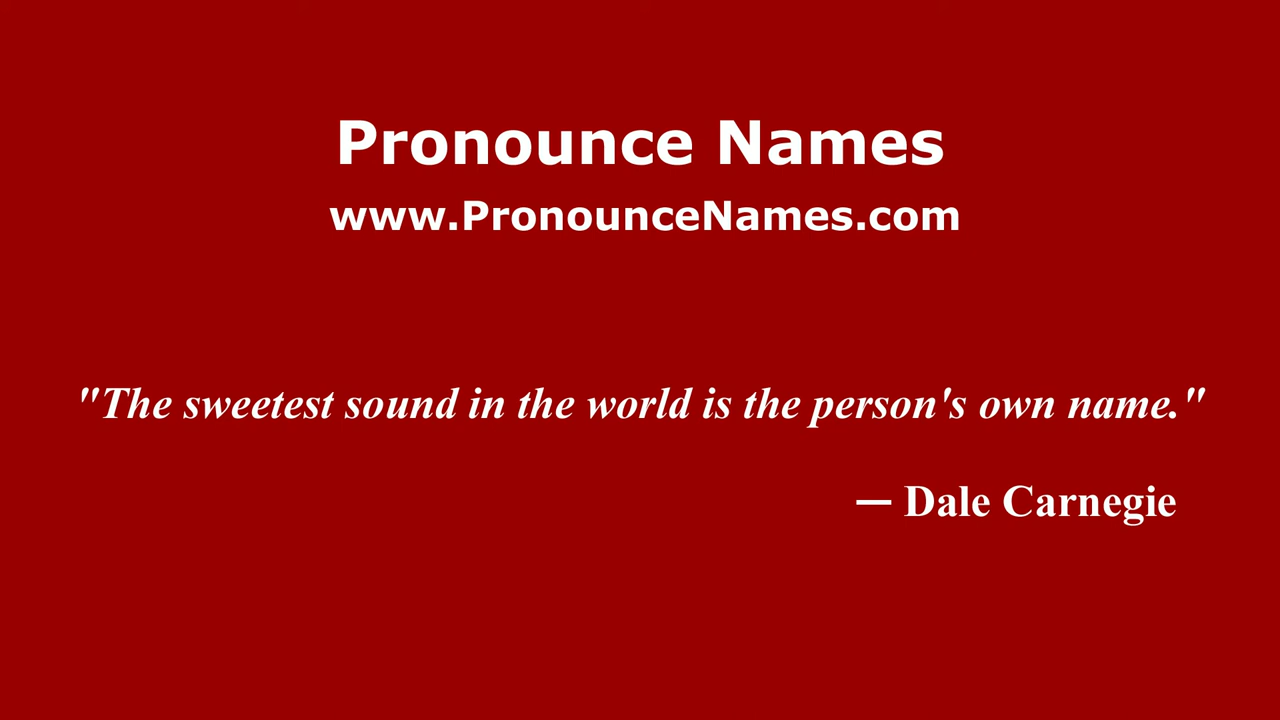 Pronounce Names
www.PronounceNames.com
"The sweetest sound in the world is the person's own name."
— Dale Carnegie